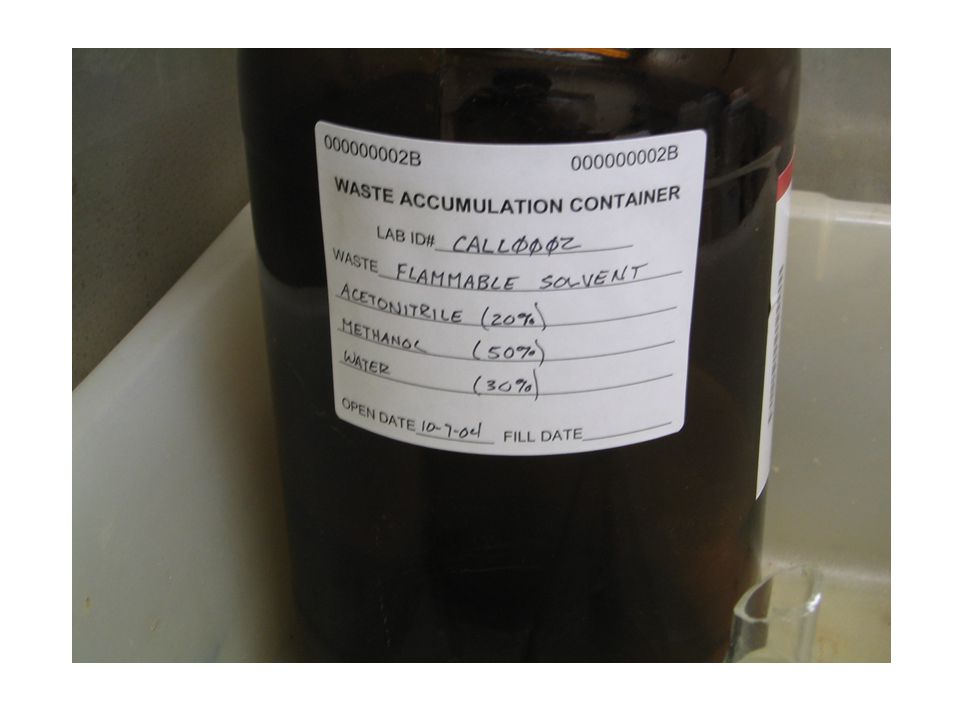 000000002B 000000002B
WASTE ACCUMULATION CONTAINER
LAB ID# CALL0002
WASTE FLAMMABLE SOLVENT
ACETONITRILE (20%)
METHANOL (50%)
WATER (30%)
OPEN DATE 10-7-04 FILL DATE